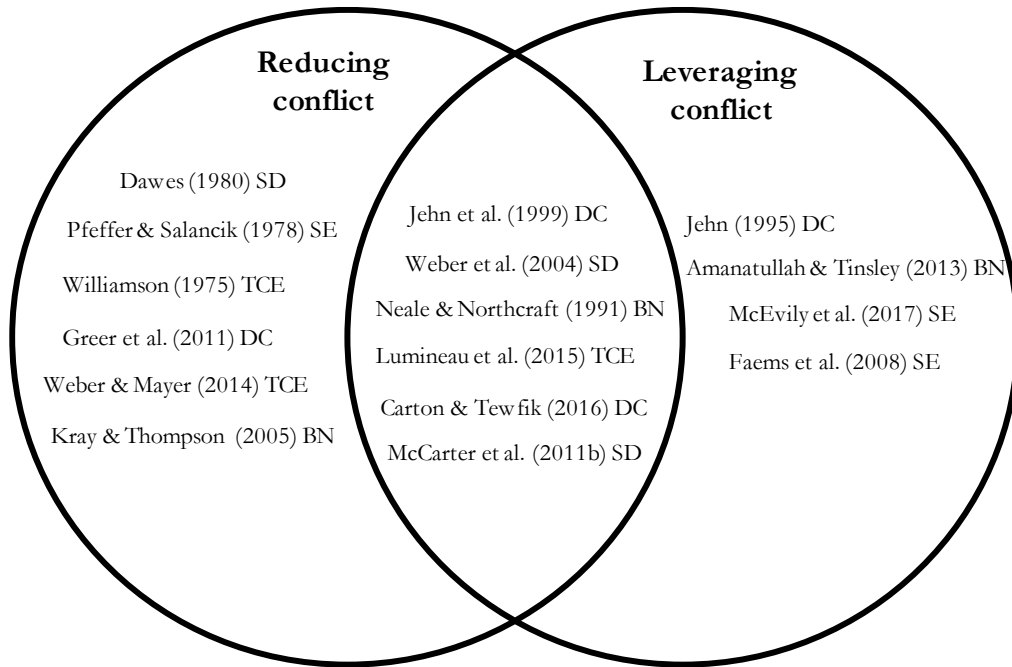 Reducing
conflict
Leveraging
conflict
Dawes (1980) SD
Pfeffer & Salancik (1978) SE
Williamson (1975) TCE
Greer et al. (2011) DC
Weber & Mayer (2014) TCE
Kray & Thompson (2005) BN
Jehn et al. (1999) DC
Weber et al. (2004) SD
Neale & Northcraft (1991) BN
Lumineau et al. (2015) TCE
Carton & Tewfik (2016) DC
McCarter et al. (2011b) SD
Jehn (1995) DC
Amanatullah & Tinsley (2013) BN
McEvily et al. (2017) SE
Faems et al. (2008) SE